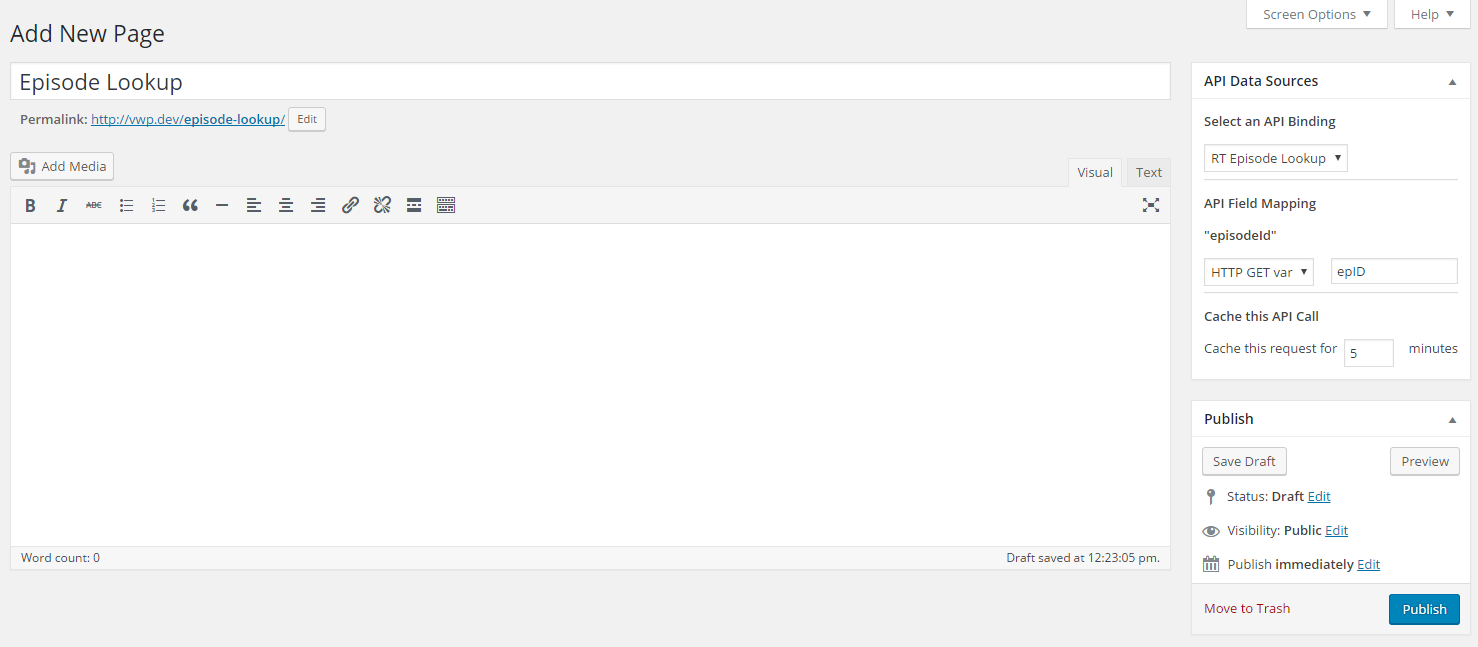 Screen Options
Help
Add New Page
Episode Lookup
Permalink: http://vwp.dev/episode-lookup/ Edit
Add Media
Visual Text
B I ABC
Word count: 0
Draft saved at 12:23:05 pm.
API Data Sources
Select an API Binding
RT Episode Lookup
API Field Mapping
"episodeId"
HTTP GET var epID
Cache this API Call
Cache this request for 5 minutes
Publish
Save Draft Preview
Status: Draft Edit
Visibility: Public Edit
Publish immediately Edit
Move to Trash Publish